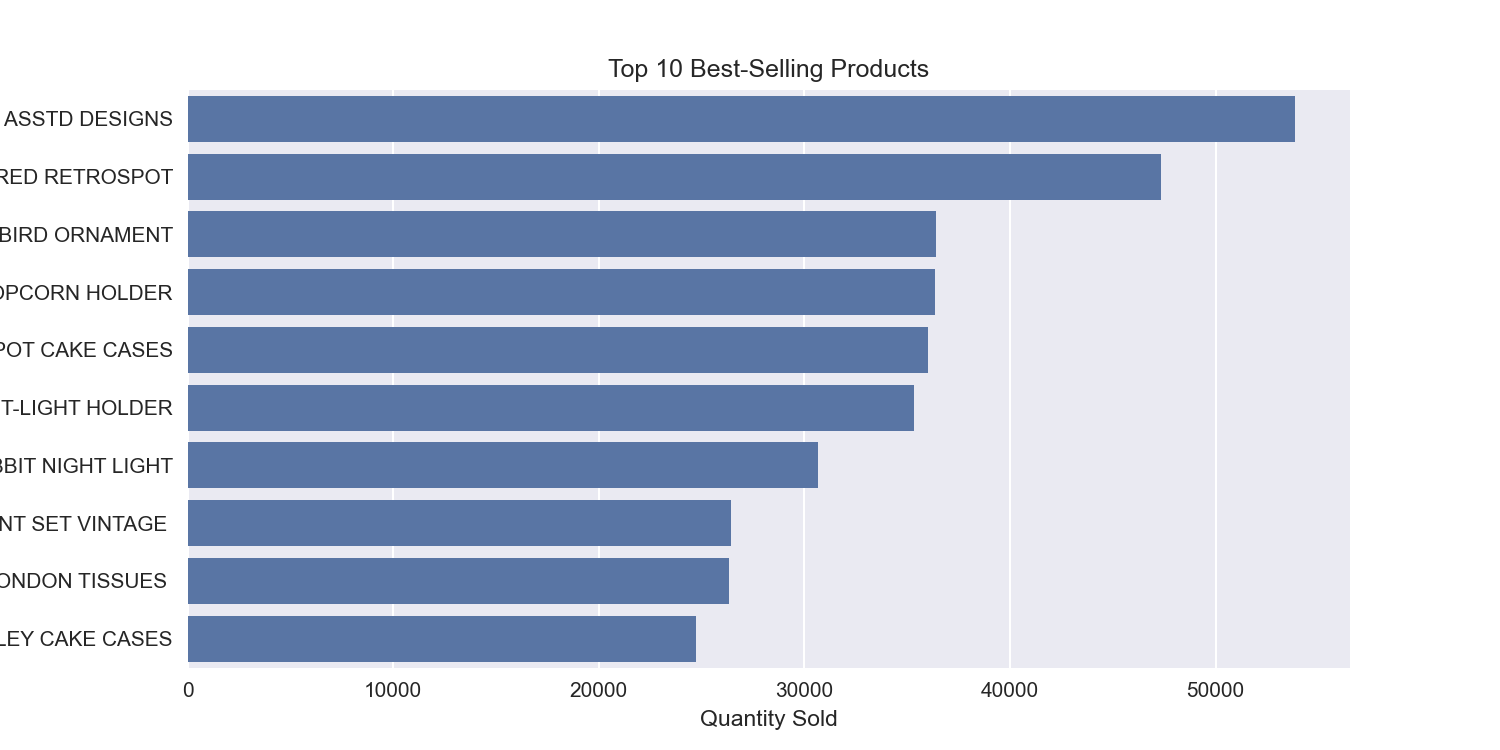 Top 10 Best-Selling Products
ASSTD DESIGNS
RED RETROSPOT
BIRD ORNAMENT
OPCORN HOLDER
POT CAKE CASES
T-LIGHT HOLDER
BBIT NIGHT LIGHT
NT SET VINTAGE
ONDON TISSUES
LEY CAKE CASES
0 10000 20000 30000 40000 50000
Quantity Sold